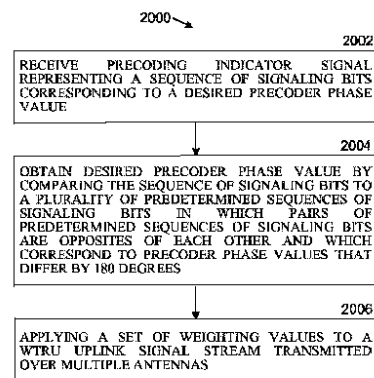 2000
2002
RECEIVE PRECODING INDICATOR SIGNAL
REPRESENTING A SEQUENCE OF SIGNALING BITS
CORRESPONDING TO A DESIRED PRECODER PHASE
VALUE
2004
OBTAIN DESIRED PRECODER PHASE VALUE BY
COMPARING THE SEQUENCE OF SIGNALING BITS TO
A PLURALITY OF PREDETERMINED SEQUENCES OF
SIGNALING BITS IN WHICH PAIRS OF
PREDETERMINED SEQUENCES OF SIGNALING BITS
ARE OPPOSITES OF EACH OTHER AND WHICH
CORRESPOND TO PRECODER PHASE VALUES THAT
DIFFER BY 180 DEGREES
2006
APPLYING A SET OF WEIGHTING VALUES TO A
WTRU UPLINK SIGNAL STREAM TRANSMITTED
OVER MULTIPLE ANTENNAS